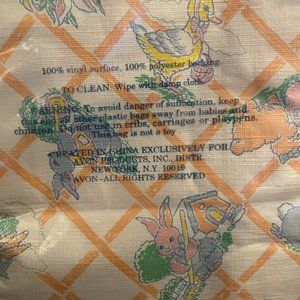 100% vinyl surface, 100% polyester backing.
TO CLEAN: Wipe with damp cloth.
WARNING: To avoid danger of suffocation, keep
this and all other plastic bags away from babies and
children. Do not use in cribs, carriages or playpens.
This bag is not a toy
CREATED IN CHINA EXCLUSIVELY FOR
AVON PRODUCTS, INC., DISTR.
NEW YORK, N.Y. 10019
AVON-ALL RIGHTS RESERVED